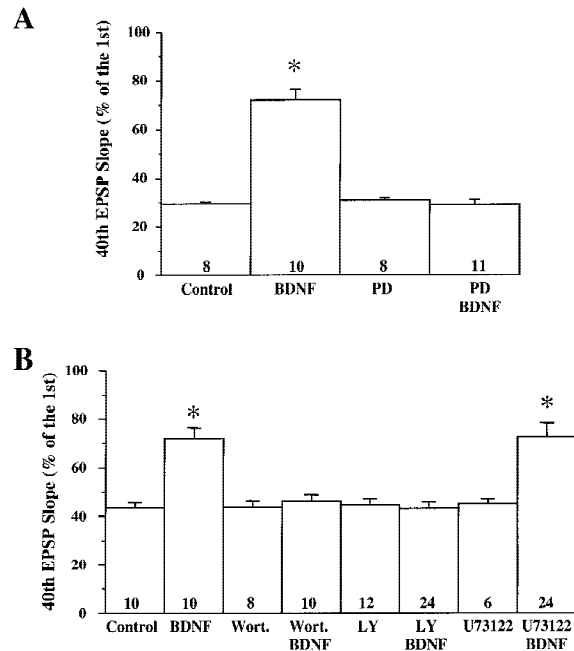 A
40th EPSP Slope (% of the 1st)
100
80
60
40
20
0
8 10 8 11
Control BDNF PD PD
BDNF
*
B
40th EPSP Slope (% of the 1st)
100
80
60
40
20
0
* *
10 10 8 10 12 24 6 24
Control BDNF Wort. Wort. LY LY U73122 U73122
BDNF BDNF BDNF